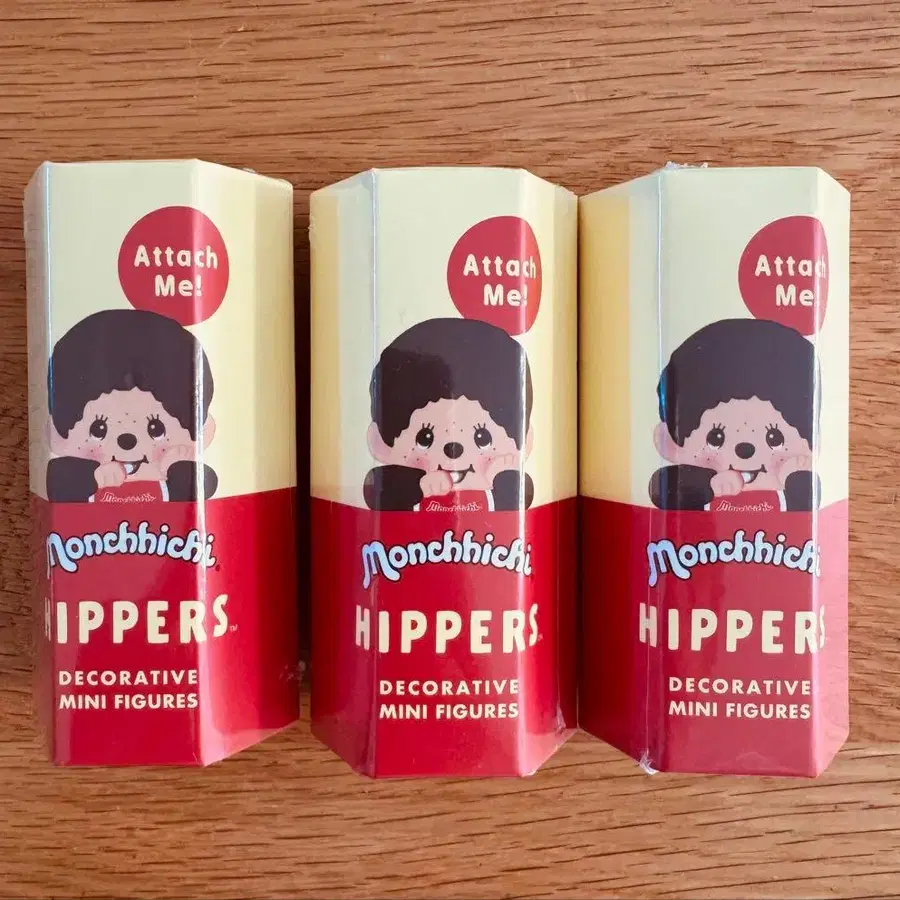 Attach
Me!
Monchhichi
HIPPERS™
DECORATIVE
MINI FIGURES
Attach
Me!
Monchhichi
HIPPERS
DECORATIVE
MINI FIGURES
Attach
Me!
Monchhichi
HIPPERS
DECORATIVE
MINI FIGURES